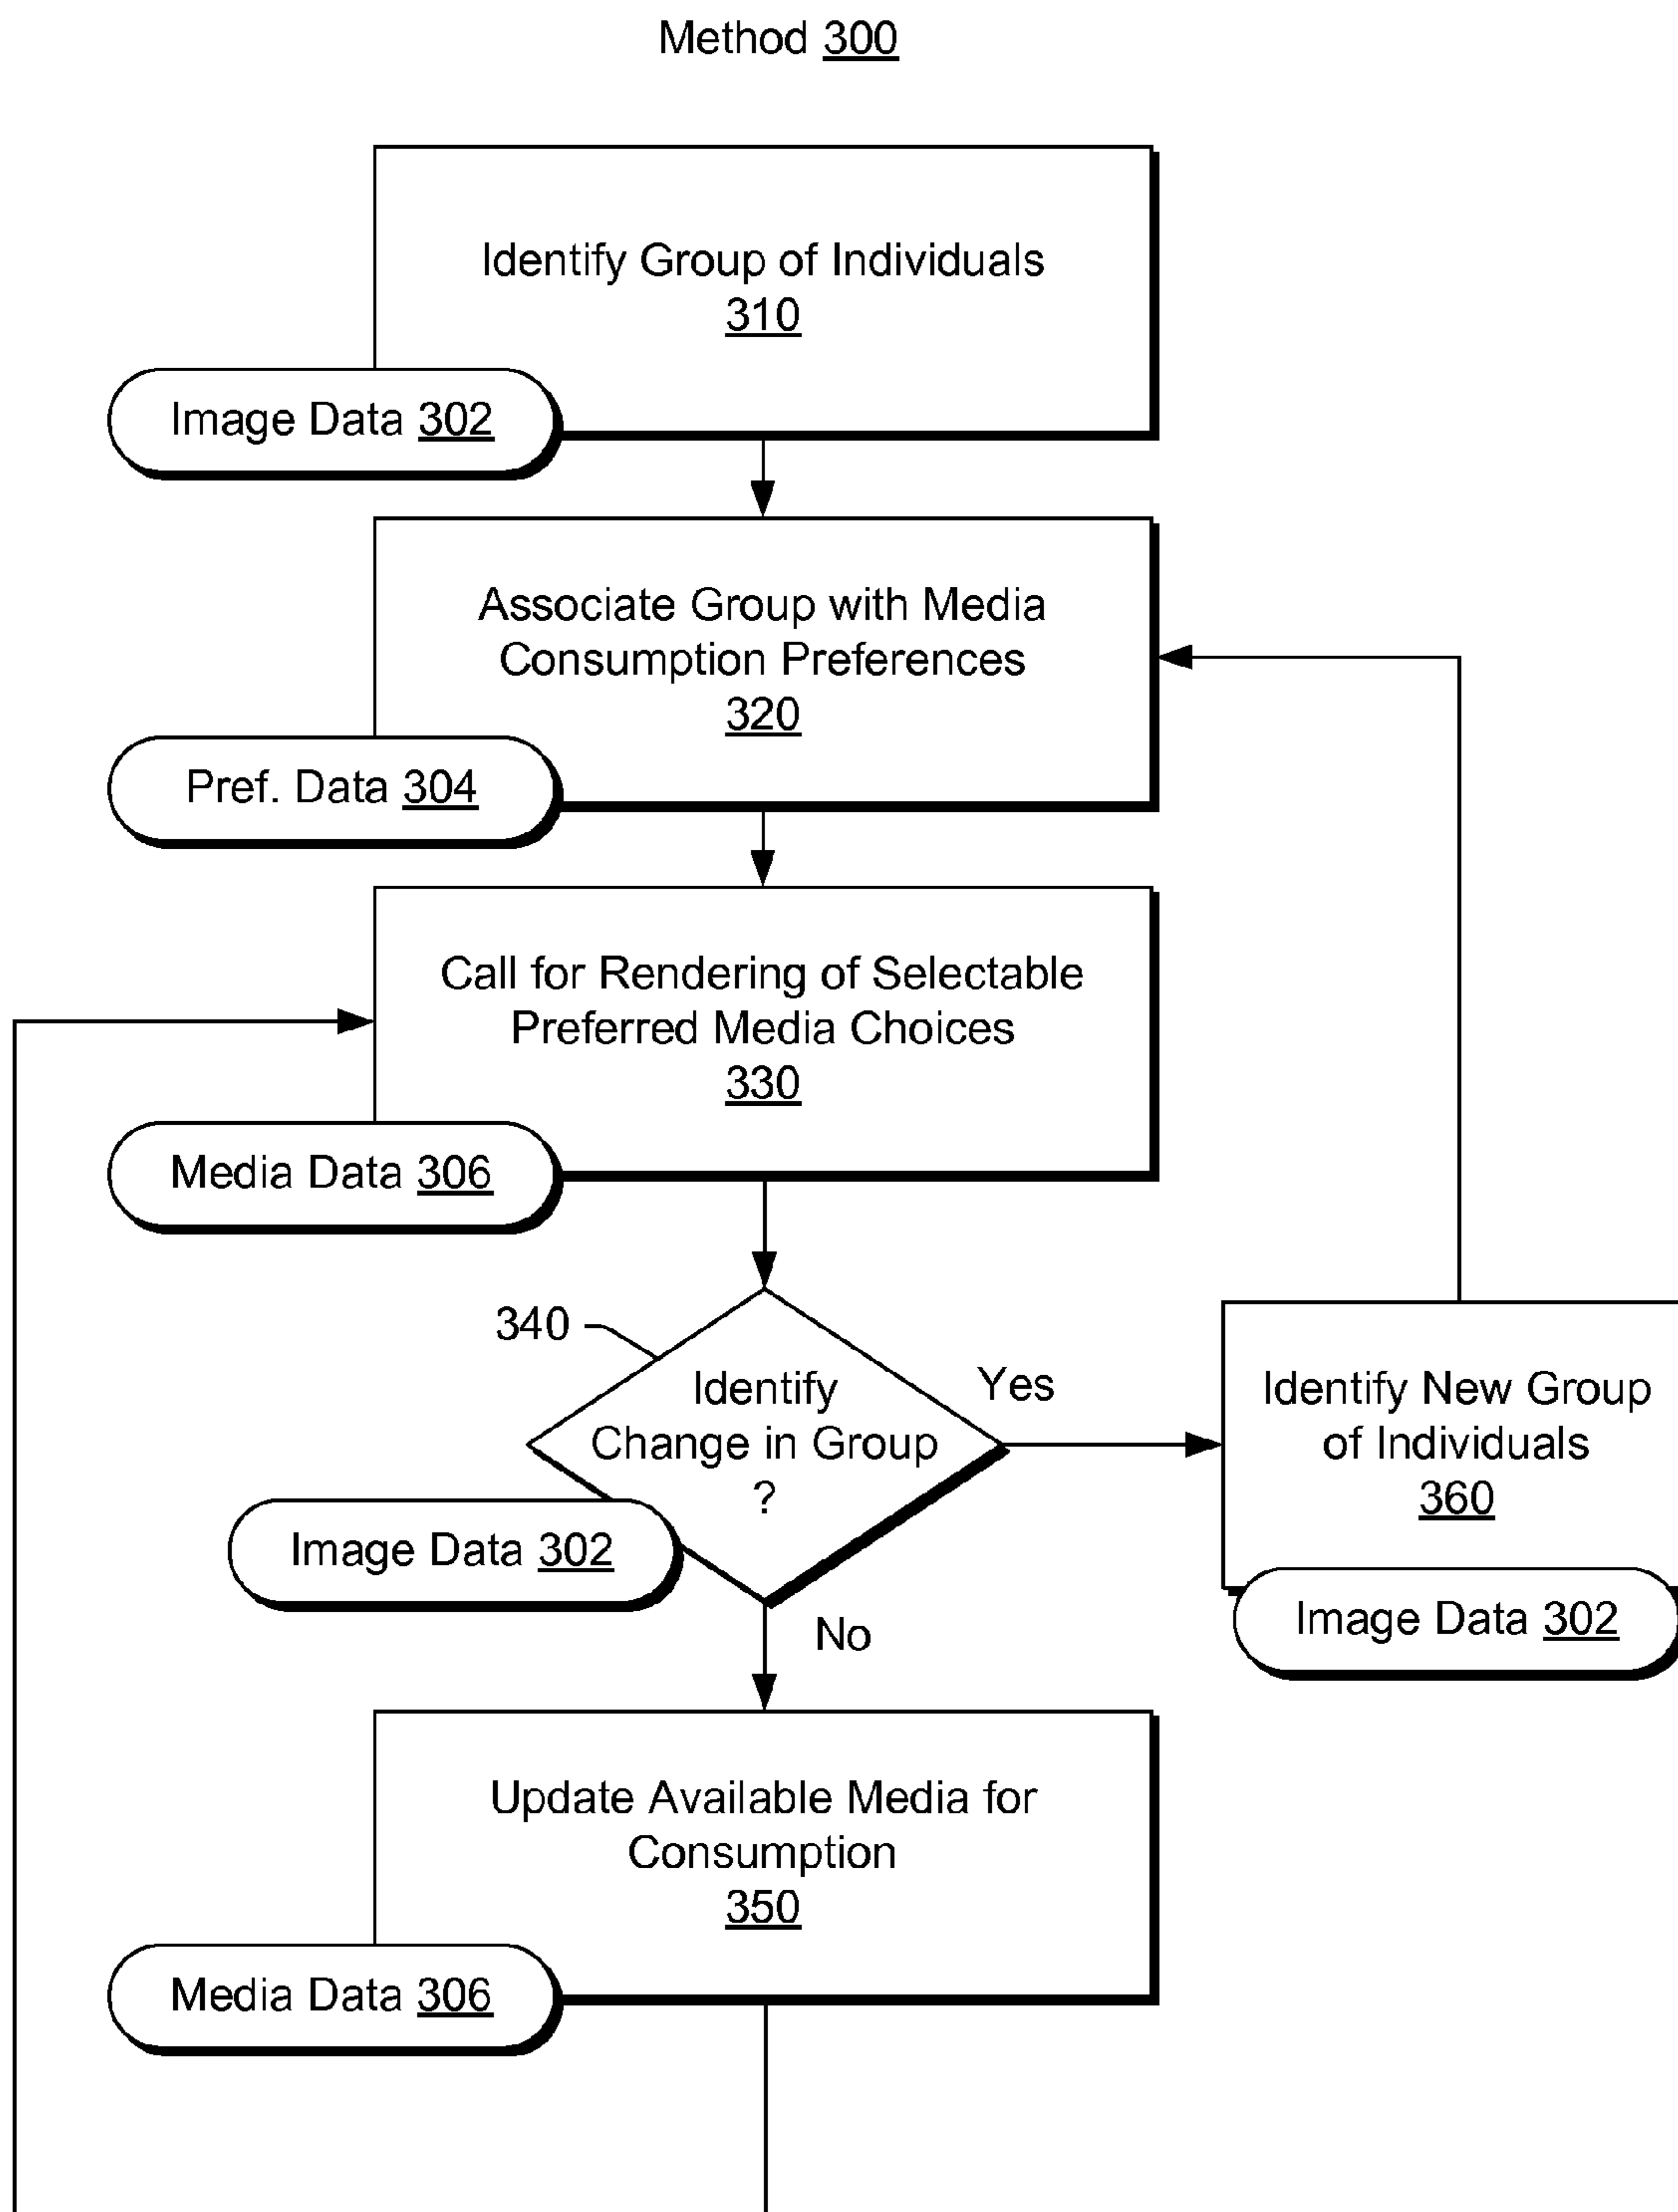 Method 300
Identify Group of Individuals
310
Image Data 302
Associate Group with Media
Consumption Preferences
320
Pref. Data 304
Call for Rendering of Selectable
Preferred Media Choices
330
Media Data 306
340
Identify
Change in Group
?
Yes
Image Data 302
No
Identify New Group
of Individuals
360
Image Data 302
Update Available Media for
Consumption
350
Media Data 306